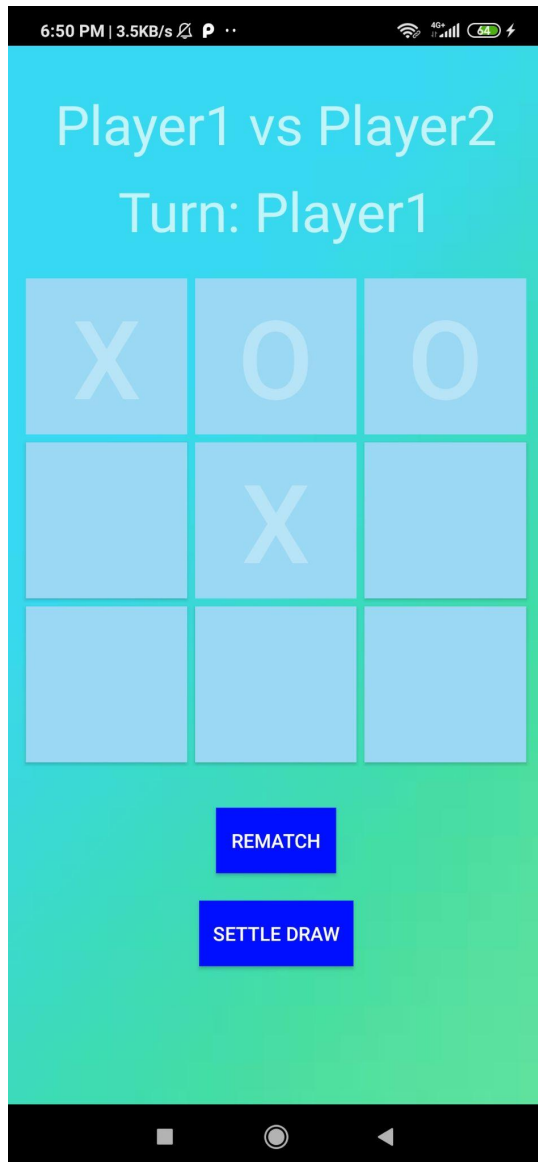 6:50 PM | 3.5KB/s P ·· 4G+ 64
Player1 vs Player2
Turn: Player1
X O O
X
REMATCH
SETTLE DRAW